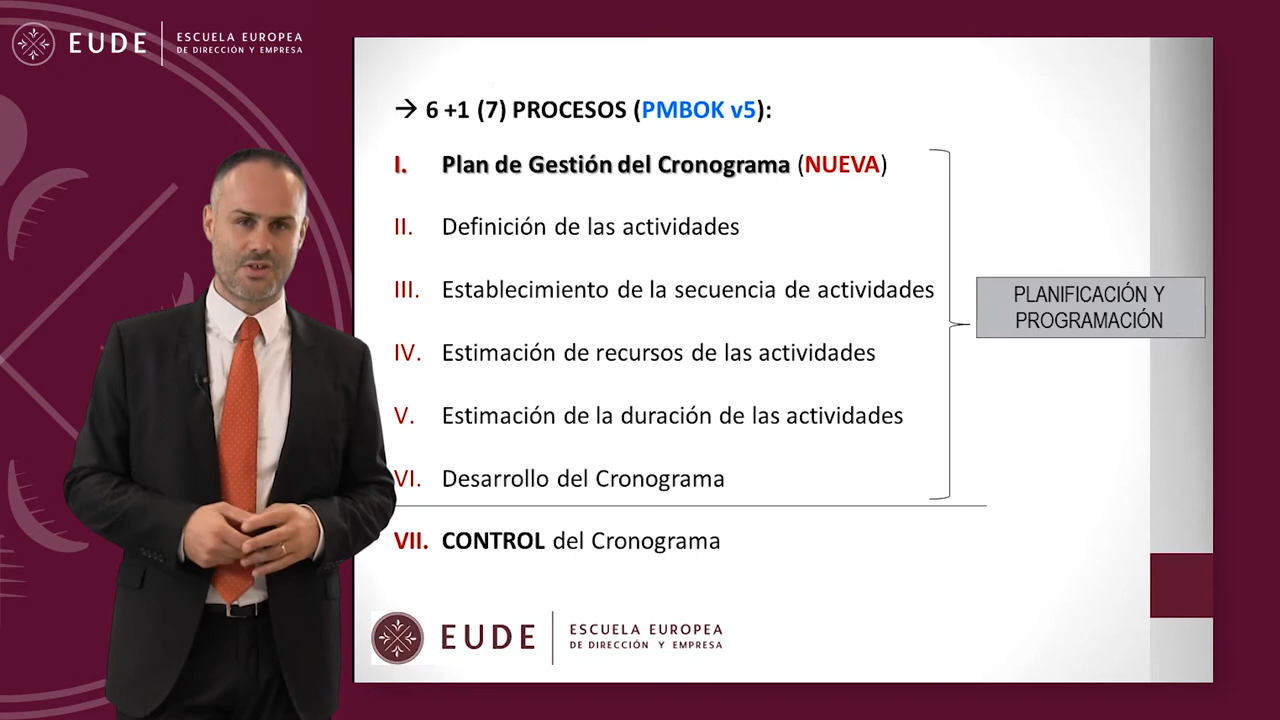 EUDE
ESCUELA EUROPEA
DE DIRECCIÓN Y EMPRESA
→ 6 +1 (7) PROCESOS (PMBOK v5):
I. Plan de Gestión del Cronograma (NUEVA)
II. Definición de las actividades
III. Establecimiento de la secuencia de actividades
IV. Estimación de recursos de las actividades
V. Estimación de la duración de las actividades
VI. Desarrollo del Cronograma
PLANIFICACIÓN Y
PROGRAMACIÓN
VII. CONTROL del Cronograma
EUDE
ESCUELA EUROPEA
DE DIRECCIÓN Y EMPRESA